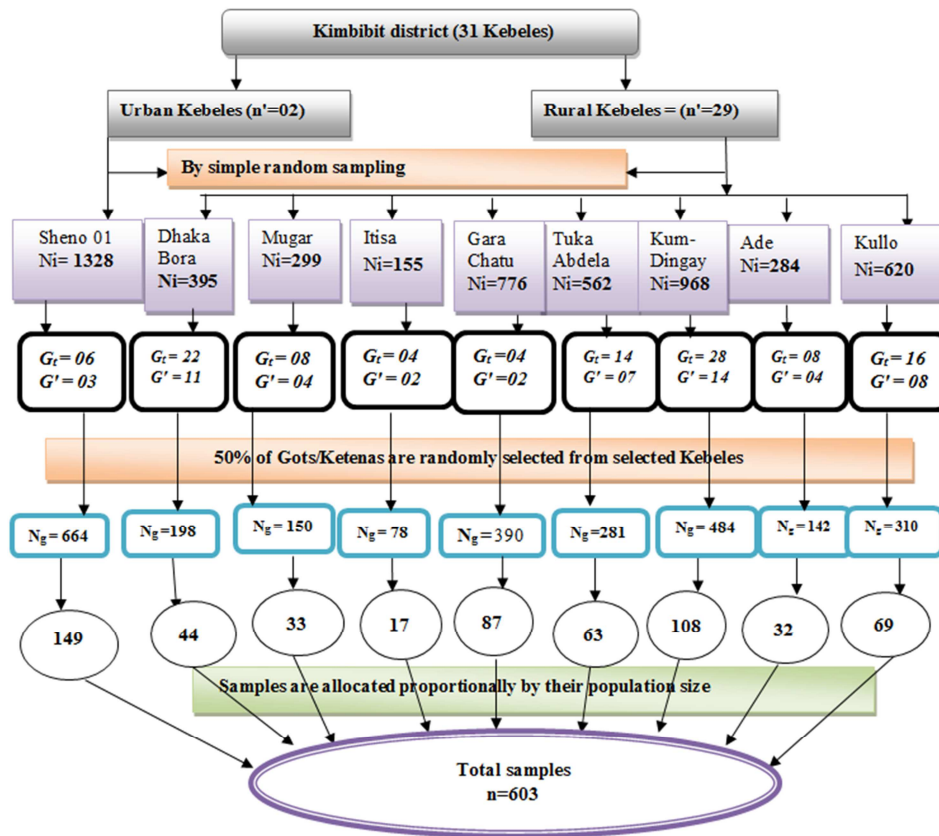 Kimbibit district (31 Kebeles)
Urban Kebeles (n'=02)
Rural Kebeles = (n'=29)
By simple random sampling
Sheno 01
Ni= 1328
Dhaka
Bora
Ni=395
Mugar
Ni=299
Itisa
Ni=155
Gara
Chatu
Ni=776
Tuka
Abdela
Ni=562
Kum-
Dingay
Ni=968
Ade
Ni=284
Kullo
Ni=620
Gt = 06
G' = 03
Gt = 22
G' = 11
Gt = 08
G' = 04
Gt = 04
G' = 02
Gt =04
G' =02
Gt = 14
G' = 07
Gt = 28
G' = 14
Gt = 08
G' = 04
Gt = 16
G' = 08
50% of Gots/Ketenas are randomly selected from selected Kebeles
Ng = 664
Ng =198
Ng = 150
Ng = 78
Ng =390
Ng =281
Ng = 484
Ng = 142
Ng = 310
149
44
33
17
87
63
108
32
69
Samples are allocated proportionally by their population size
Total samples
n=603